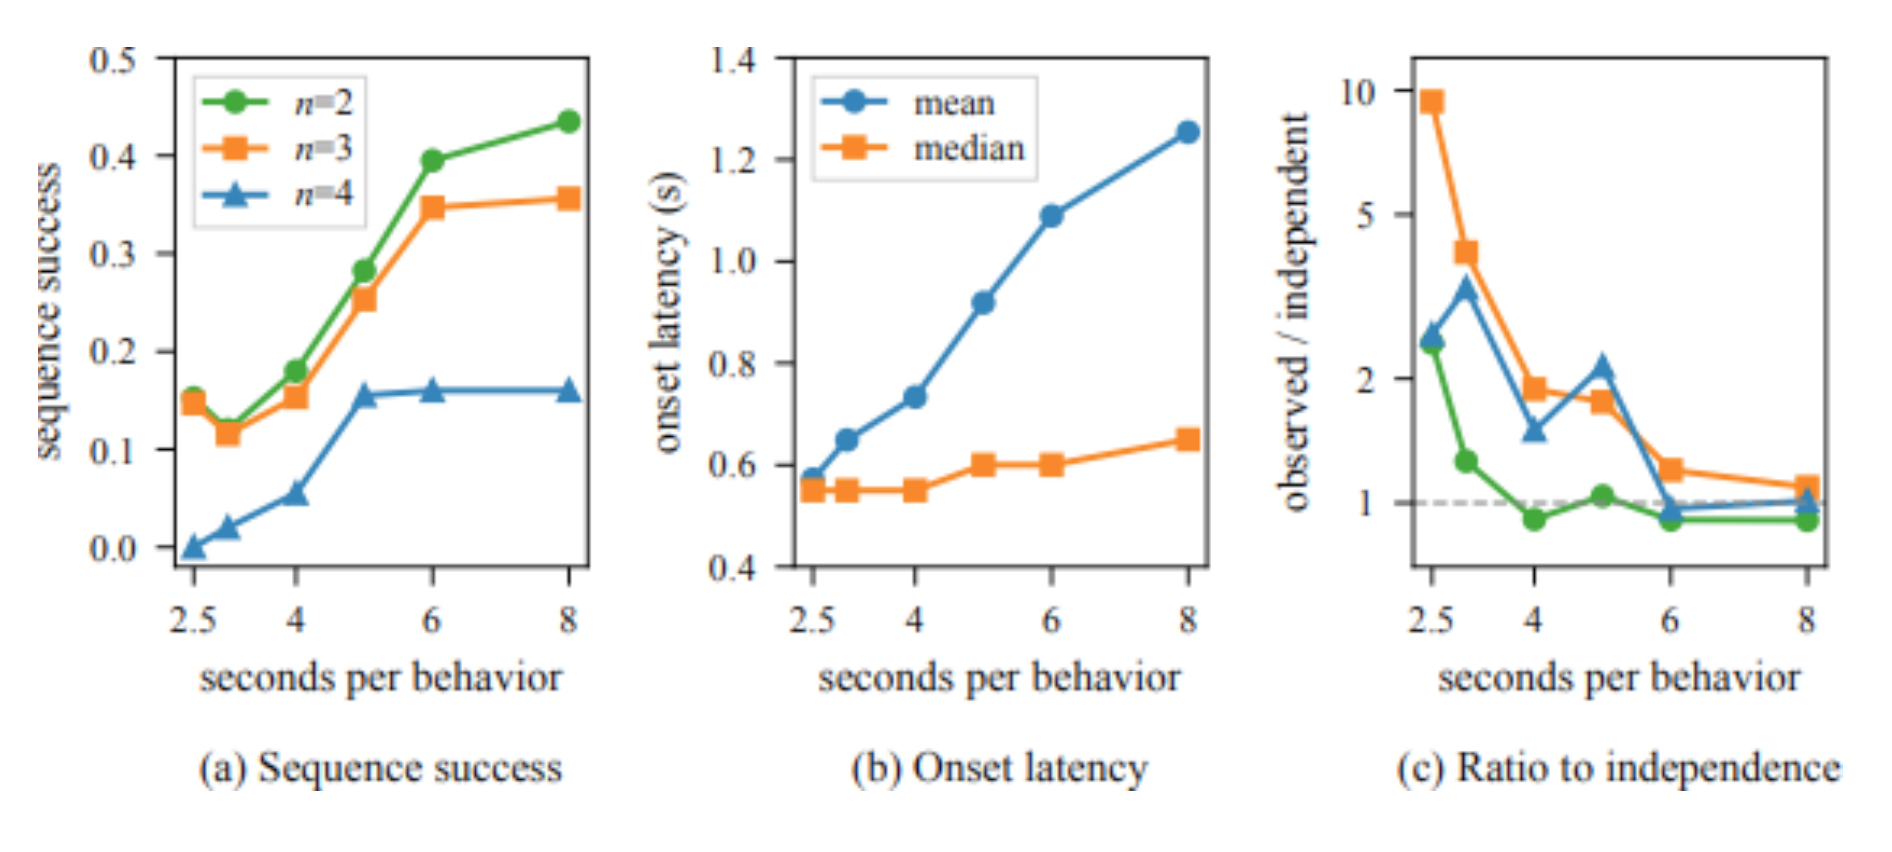 sequence success
0.5
0.4
0.3
0.2
0.1
0.0
n=2
n=3
n=4
2.5 4 6 8
seconds per behavior
(a) Sequence success
onset latency (s)
1.4
1.2
1.0
0.8
0.6
0.4
mean
median
2.5 4 6 8
seconds per behavior
(b) Onset latency
observed / independent
10
5
2
1
2.5 4 6 8
seconds per behavior
(c) Ratio to independence